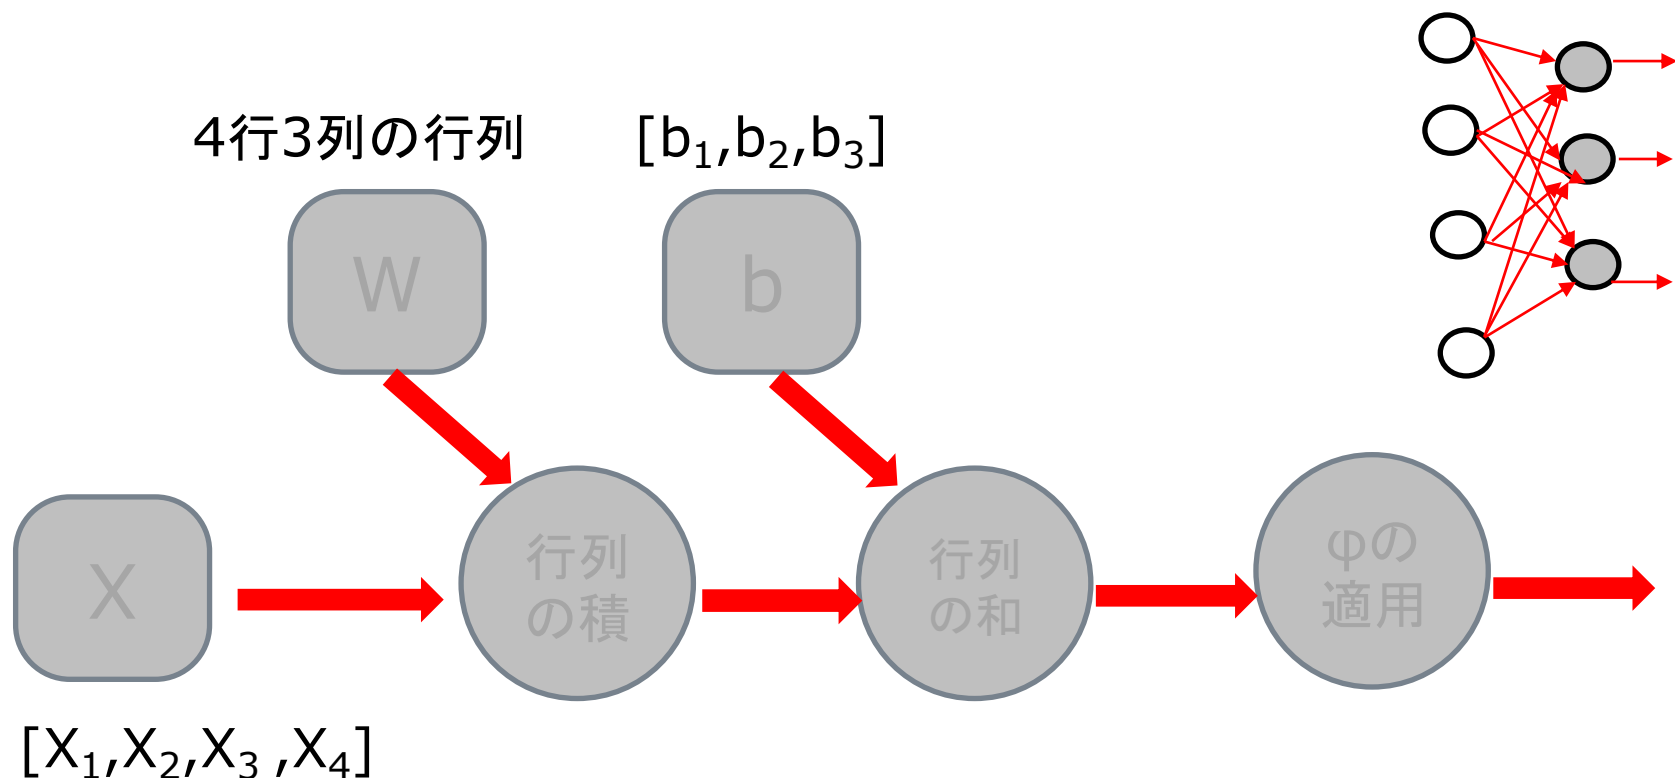 4行3列の行列
[b₁,b₂,b₃]
W
b
X
行列
の積
行列
の和
φの
適用
[X₁,X₂,X₃ ,X₄]